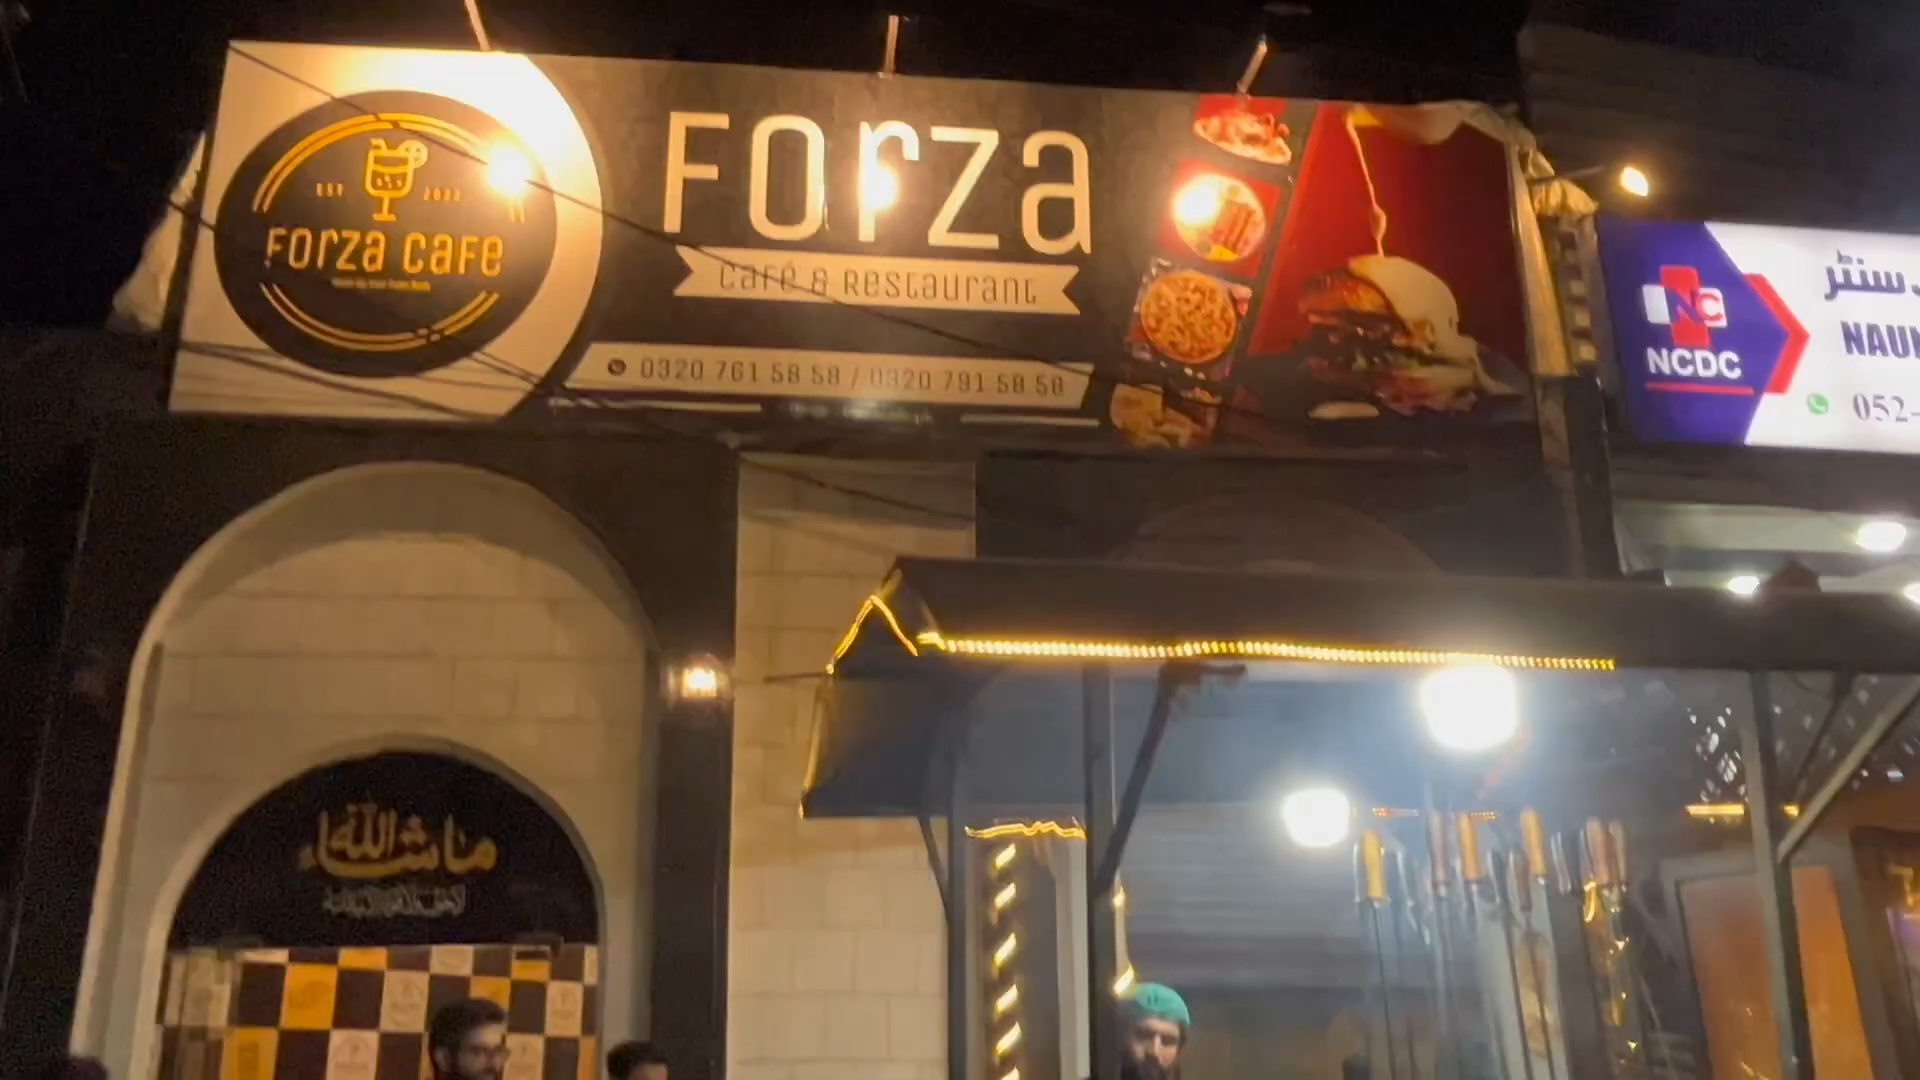 EST 2022
Forza Cafe
Forza
Café & Restaurant
0320 761 58 58 / 0320 791 58 58
NC
NCDC
سنٹر
NAU
052-
ماشاءالله